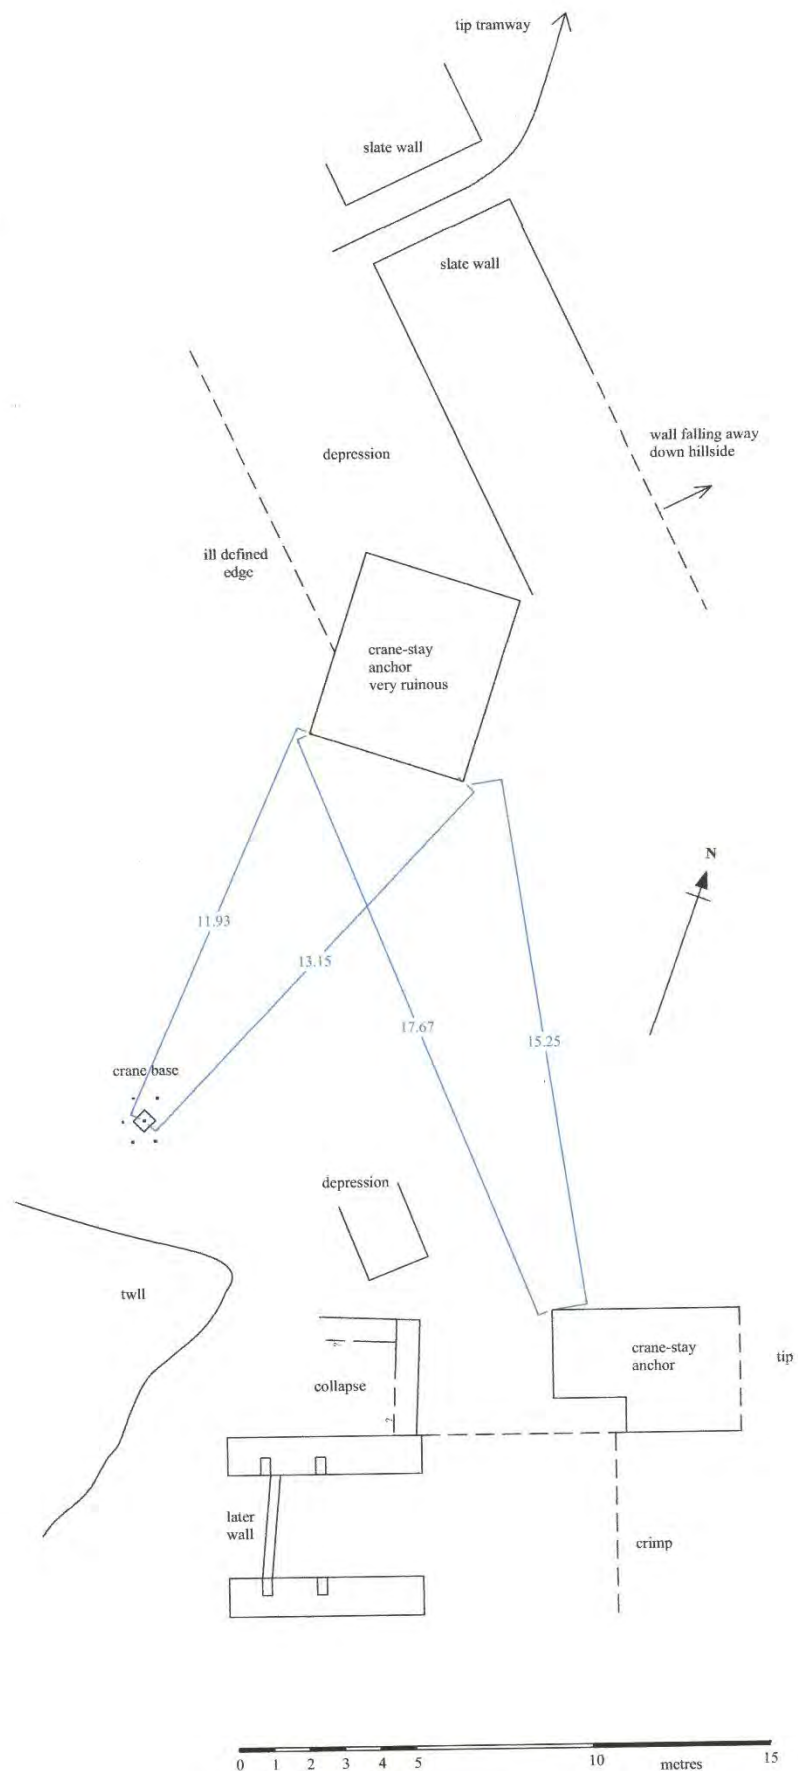 tip tramway
slate wall
slate wall
wall falling away
down hillside
depression
ill defined
edge
crane-stay
anchor
very ruinous
N
11.93
13.15
17.67
15.25
crane base
depression
twll
crane-stay
anchor
tip
?
collapse
?
later
wall
crimp
0 1 2 3 4 5 10 metres 15